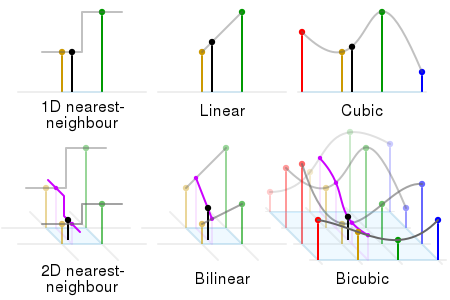 1D nearest-
neighbour
Linear
Cubic
2D nearest-
neighbour
Bilinear
Bicubic